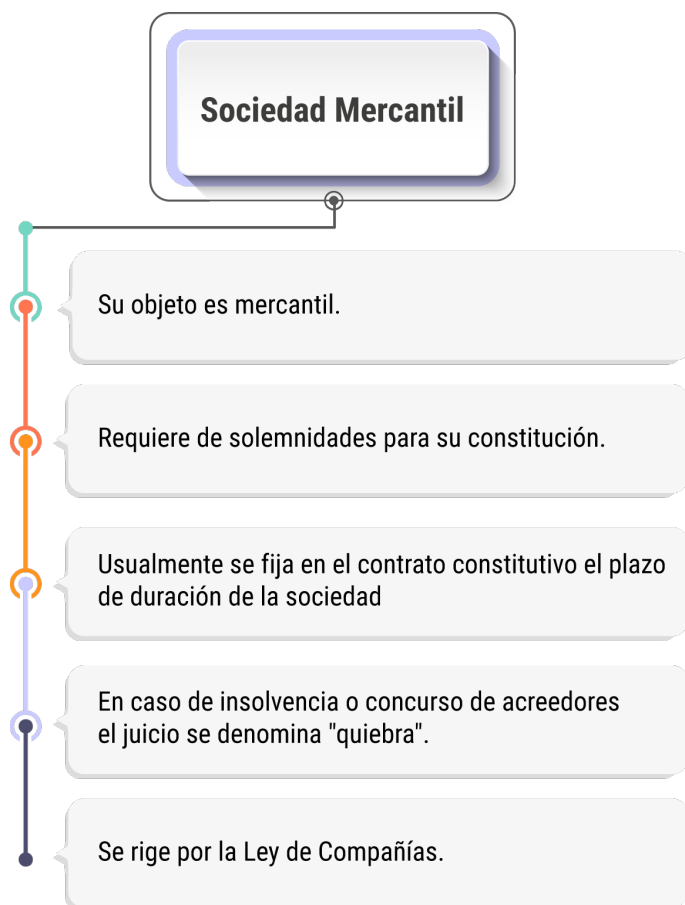 Sociedad Mercantil
Su objeto es mercantil.
Requiere de solemnidades para su constitución.
Usualmente se fija en el contrato constitutivo el plazo
de duración de la sociedad
En caso de insolvencia o concurso de acreedores
el juicio se denomina "quiebra".
Se rige por la Ley de Compañías.